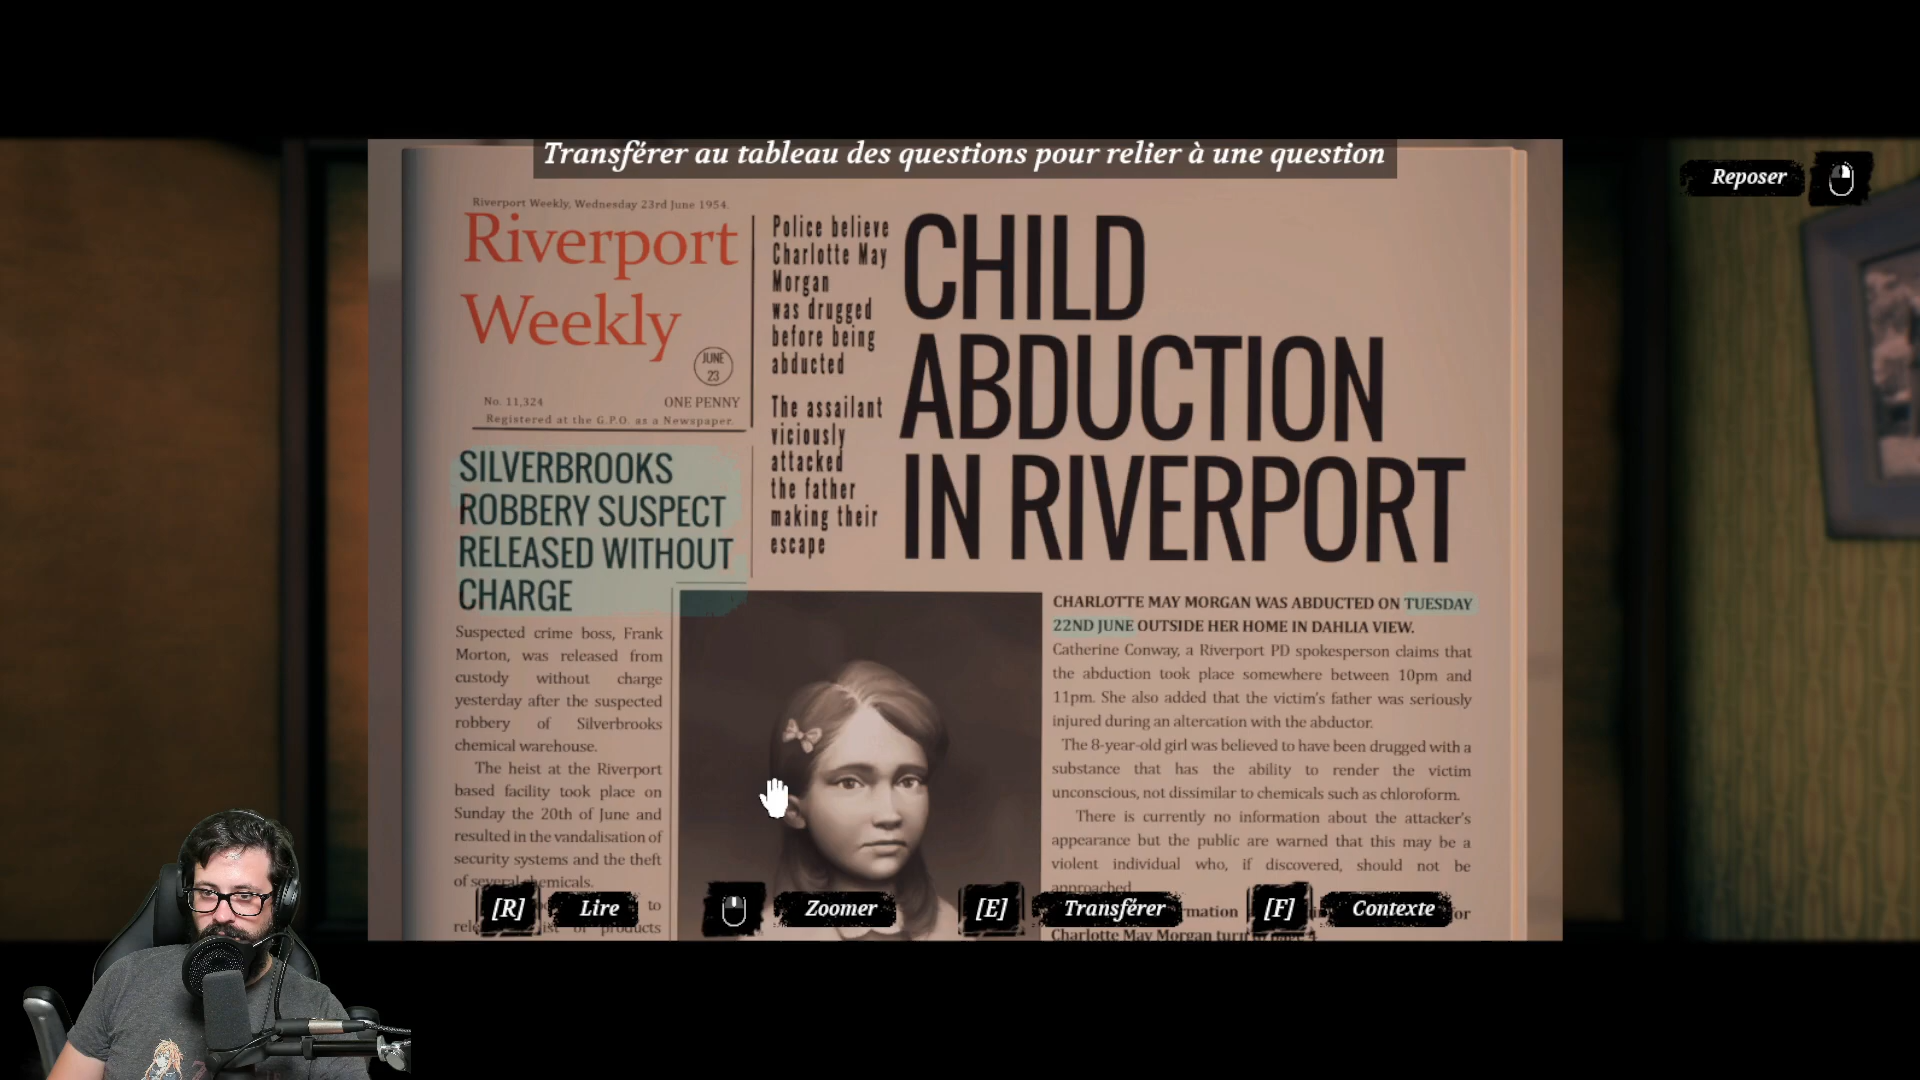 Transférer au tableau des questions pour relier à une question
Reposer
Riverport Weekly, Wednesday 23rd June 1954.
Riverport
Weekly
JUNE
23
No. 11,324
ONE PENNY
Registered at the G.P.O. as a Newspaper.
Police believe
Charlotte May
Morgan
was drugged
before being
abducted
The assailant
viciously
attacked
the father
making their
escape
CHILD
ABDUCTION
IN RIVERPORT
SILVERBROOKS
ROBBERY SUSPECT
RELEASED WITHOUT
CHARGE
Suspected crime boss, Frank
Morton, was released from
custody without charge
yesterday after the suspected
robbery of Silverbrooks
chemical warehouse.
The heist at the Riverport
based facility took place on
Sunday the 20th of June and
resulted in the vandalisation of
security systems and the theft
of several chemicals.
to
of products
CHARLOTTE MAY MORGAN WAS ABDUCTED ON TUESDAY
22ND JUNE OUTSIDE HER HOME IN DAHLIA VIEW.
Catherine Conway, a Riverport PD spokesperson claims that
the abduction took place somewhere between 10pm and
11pm. She also added that the victim's father was seriously
injured during an altercation with the abductor.
The 8-year-old girl was believed to have been drugged with a
substance that has the ability to render the victim
unconscious, not dissimilar to chemicals such as chloroform.
There is currently no information about the attacker's
appearance but the public are warned that this may be a
violent individual who, if discovered, should not be
approached
or
Charlotte May Morgan turn
[R] Lire
Zoomer
[E] Transférer
[F] Contexte